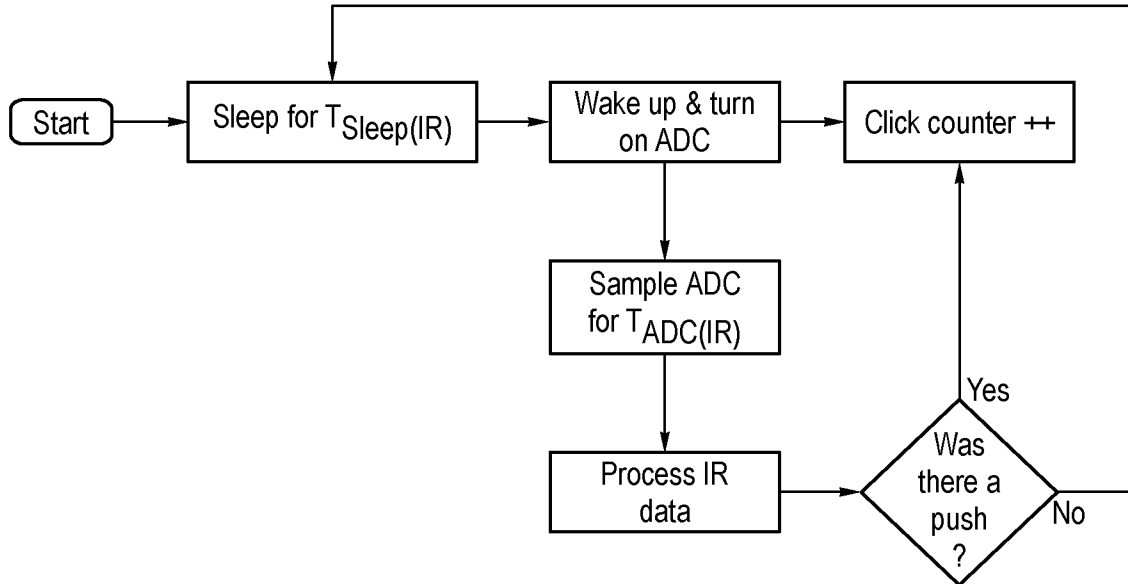 Start
Sleep for TSleep(IR)
Wake up & turn
on ADC
Click counter ++
Sample ADC
for TADC(IR)
Process IR
data
Yes
Was
there a
push
?
No